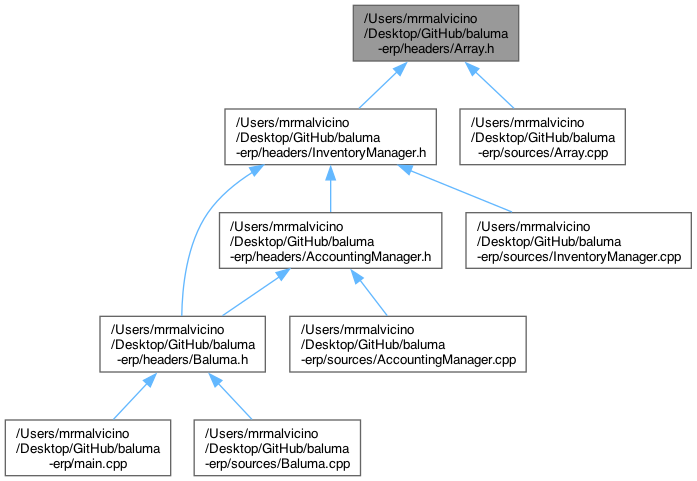 /Users/mrmalvicino
/Desktop/GitHub/baluma
-erp/headers/Array.h
/Users/mrmalvicino
/Desktop/GitHub/baluma
-erp/headers/InventoryManager.h
/Users/mrmalvicino
/Desktop/GitHub/baluma
-erp/sources/Array.cpp
/Users/mrmalvicino
/Desktop/GitHub/baluma
-erp/headers/AccountingManager.h
/Users/mrmalvicino
/Desktop/GitHub/baluma
-erp/sources/InventoryManager.cpp
/Users/mrmalvicino
/Desktop/GitHub/baluma
-erp/headers/Baluma.h
/Users/mrmalvicino
/Desktop/GitHub/baluma
-erp/sources/AccountingManager.cpp
/Users/mrmalvicino
/Desktop/GitHub/baluma
-erp/main.cpp
/Users/mrmalvicino
/Desktop/GitHub/baluma
-erp/sources/Baluma.cpp